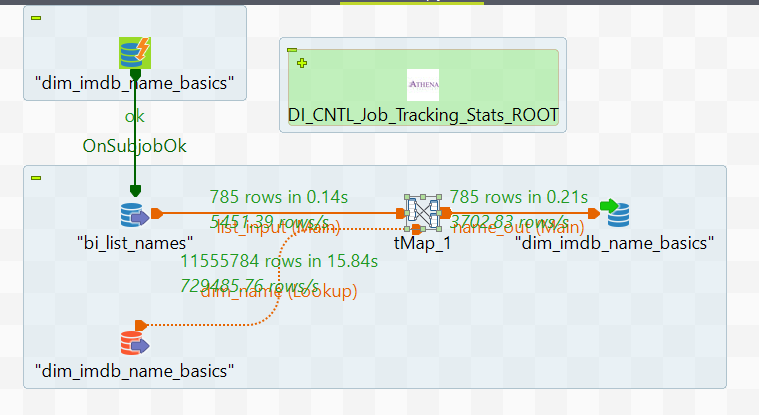 "dim_imdb_name_basics"
ok
OnSubjobOk
ATHENA
DI_CNTL_Job_Tracking_Stats_ROOT
785 rows in 0.14s
5451.39 rows/s
list_input (Main)
785 rows in 0.21s
3702.83 rows/s
name_out (Main)
"bi_list_names"
tMap_1
"dim_imdb_name_basics"
11555784 rows in 15.84s
729485.76 rows/s
dim_name (Lookup)
"dim_imdb_name_basics"